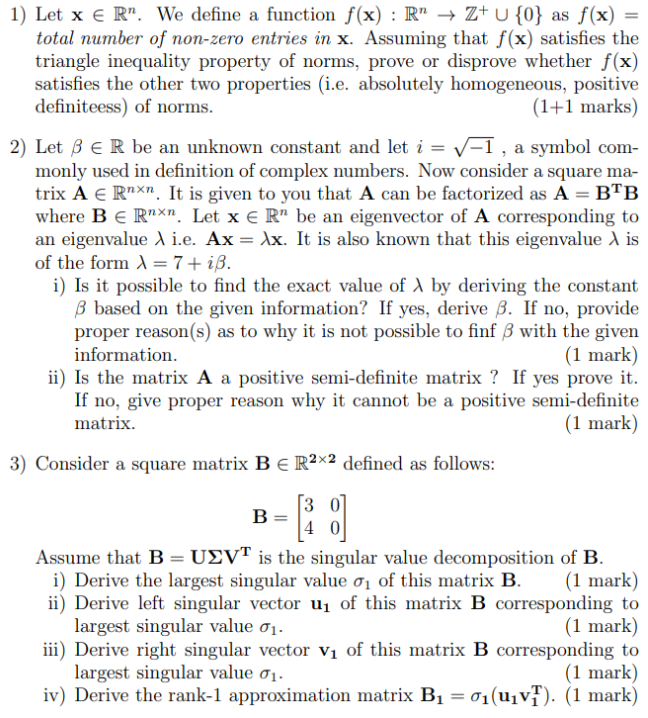 1) Let x ∈ ℝⁿ. We define a function f(x) : ℝⁿ → ℤ⁺ ∪ {0} as f(x) =
total number of non-zero entries in x. Assuming that f(x) satisfies the
triangle inequality property of norms, prove or disprove whether f(x)
satisfies the other two properties (i.e. absolutely homogeneous, positive
definiteess) of norms. (1+1 marks)
2) Let β ∈ ℝ be an unknown constant and let i = √−1 , a symbol com-
monly used in definition of complex numbers. Now consider a square ma-
trix A ∈ ℝⁿˣⁿ. It is given to you that A can be factorized as A = BᵀB
where B ∈ ℝⁿˣⁿ. Let x ∈ ℝⁿ be an eigenvector of A corresponding to
an eigenvalue λ i.e. Ax = λx. It is also known that this eigenvalue λ is
of the form λ = 7 + iβ.
i) Is it possible to find the exact value of λ by deriving the constant
β based on the given information? If yes, derive β. If no, provide
proper reason(s) as to why it is not possible to finf β with the given
information. (1 mark)
ii) Is the matrix A a positive semi-definite matrix ? If yes prove it.
If no, give proper reason why it cannot be a positive semi-definite
matrix. (1 mark)
3) Consider a square matrix B ∈ ℝ²ˣ² defined as follows:
B = [3 0
4 0]
Assume that B = UΣVᵀ is the singular value decomposition of B.
i) Derive the largest singular value σ₁ of this matrix B. (1 mark)
ii) Derive left singular vector u₁ of this matrix B corresponding to
largest singular value σ₁. (1 mark)
iii) Derive right singular vector v₁ of this matrix B corresponding to
largest singular value σ₁. (1 mark)
iv) Derive the rank-1 approximation matrix B₁ = σ₁(u₁v₁ᵀ). (1 mark)